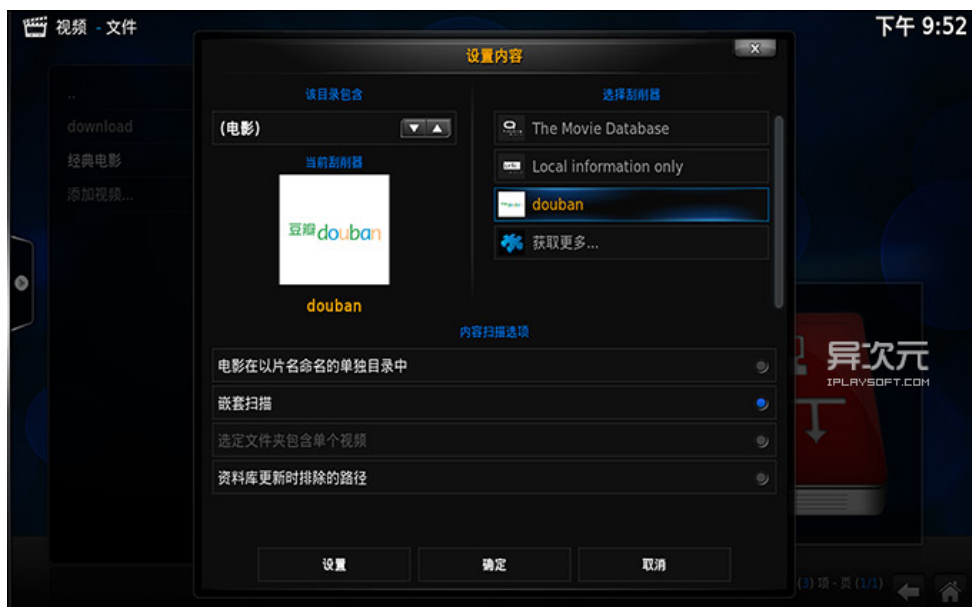 视频 - 文件
下午 9:52
设置内容
x
..
download
经典电影
添加视频...
该目录包含
(电影)
当前刮削器
豆瓣douban
douban
选择刮削器
The Movie Database
Local information only
douban
获取更多...
内容扫描选项
电影在以片名命名的单独目录中
嵌套扫描
选定文件夹包含单个视频
资料库更新时排除的路径
设置
确定
取消
异次元
IPLAYSOFT.COM
(3) 项 - 页 (1/1)